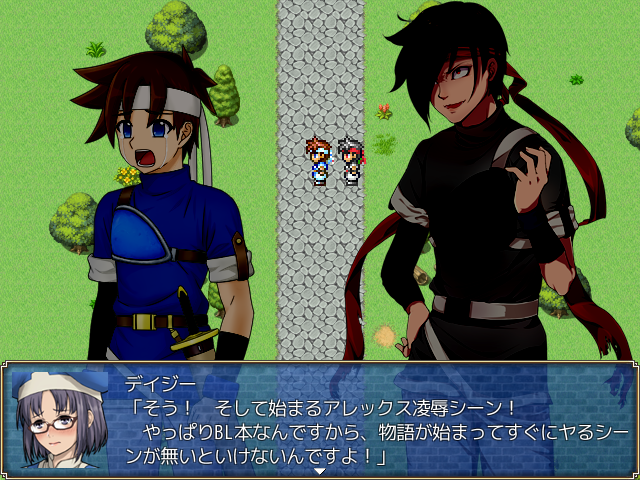 デイジー
「そう！　そして始まるアレックス凌辱シーン！
　やっぱりBL本なんですから、物語が始まってすぐにヤるシー
ンが無いといけないんですよ！」